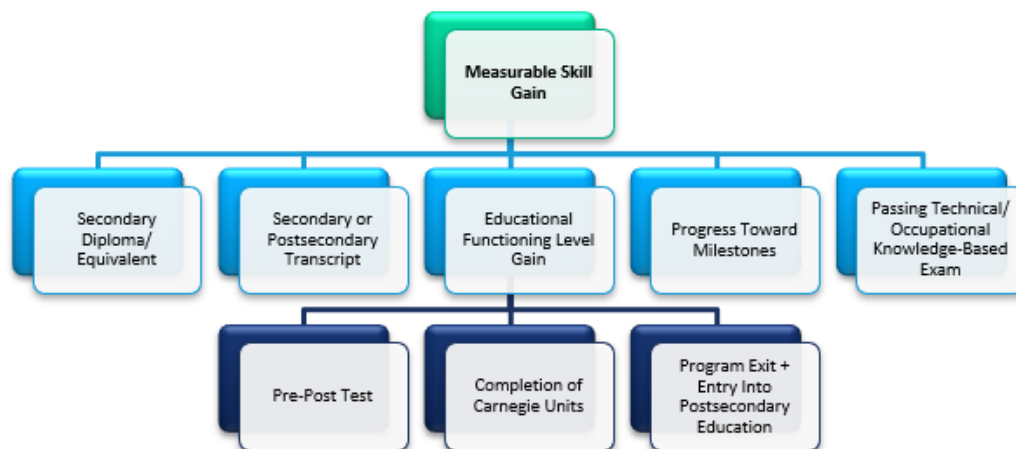 Measurable Skill
Gain
Secondary
Diploma/
Equivalent
Secondary or
Postsecondary
Transcript
Educational
Functioning Level
Gain
Progress Toward
Milestones
Passing Technical/
Occupational
Knowledge-Based
Exam
Pre-Post Test
Completion of
Carnegie Units
Program Exit +
Entry Into
Postsecondary
Education